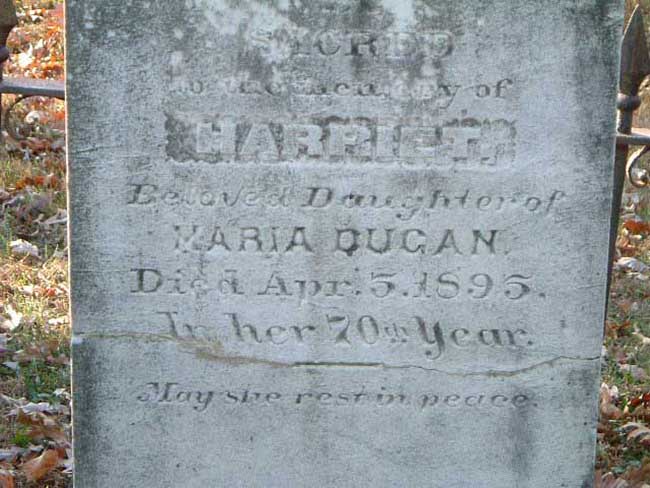 SACRED
to the memory of
HARRIET.
Beloved Daughter of
MARIA DUGAN.
Died Apr. 5. 1895.
In her 70th Year.
May she rest in peace.